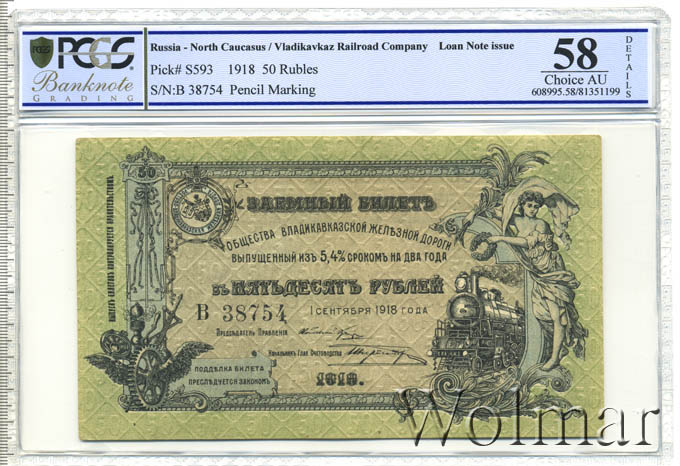 PCGS
Banknote
GRADING
Russia - North Caucasus / Vladikavkaz Railroad Company Loan Note issue
Pick# S593 1918 50 Rubles
S/N:B 38754 Pencil Marking
58
Choice AU
608995.58/81351199
DETAILS
50
ЗАЕМНЫЙ БИЛЕТЪ
ОБЩЕСТВА ВЛАДИКАВКАЗСКОЙ ЖЕЛЕЗНОЙ ДОРОГИ
ВЫПУЩЕННЫЙ ИЗЪ 5,4% СРОКОМЪ НА ДВА ГОДА
въ ПЯТЬДЕСЯТЪ РУБЛЕЙ
В 38754
1 СЕНТЯБРЯ 1918 ГОДА
Председатель Правления
Начальник Глав Счетоводства
ПОДДЕЛКА БИЛЕТА
ПРЕСЛЕДУЕТСЯ ЗАКОНОМЪ
1918.
Wolmar